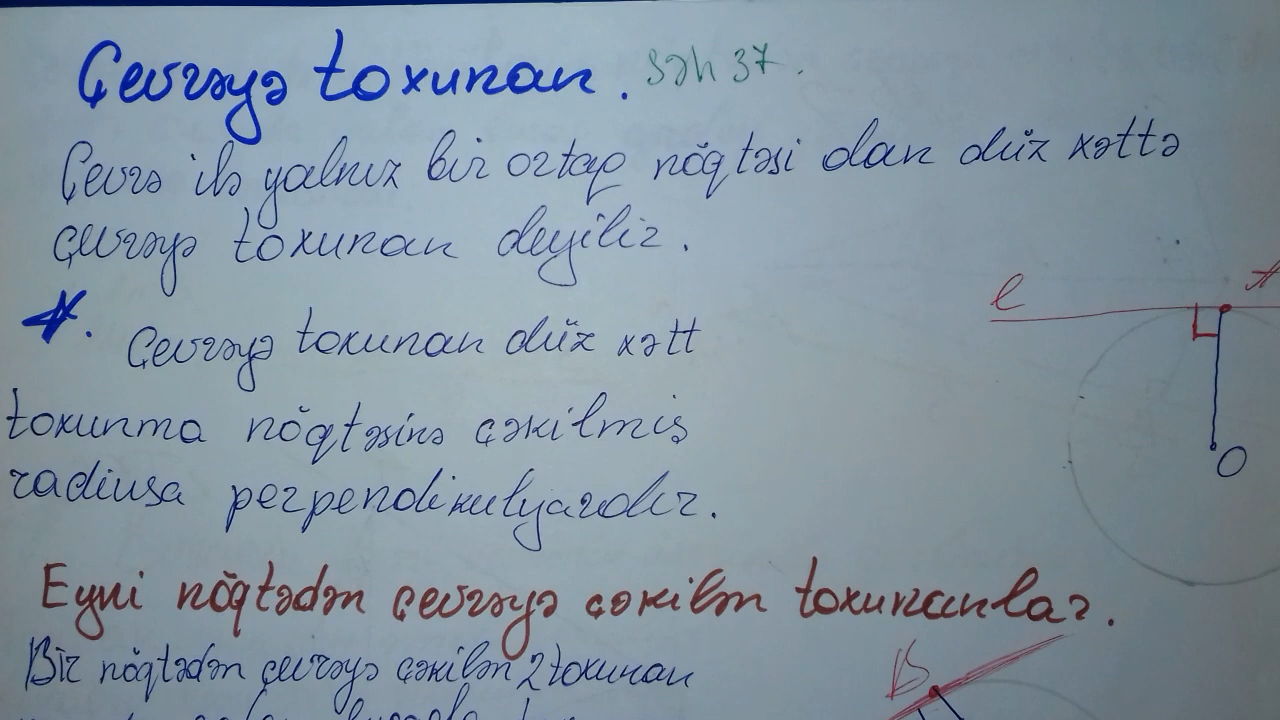 Çevrəyə toxunan. səh 37.
Çevrə ilə yalnız bir ortaq nöqtəsi olan düz xəttə
çevrəyə toxunan deyilir.
Çevrəyə toxunan düz xətt
toxunma nöqtəsinə çəkilmiş
radiusa perpendikulyardır.
l A
O
Eyni nöqtədən çevrəyə çəkilən toxunanlar.
Bir nöqtədən çevrəyə çəkilən 2 toxunan
B